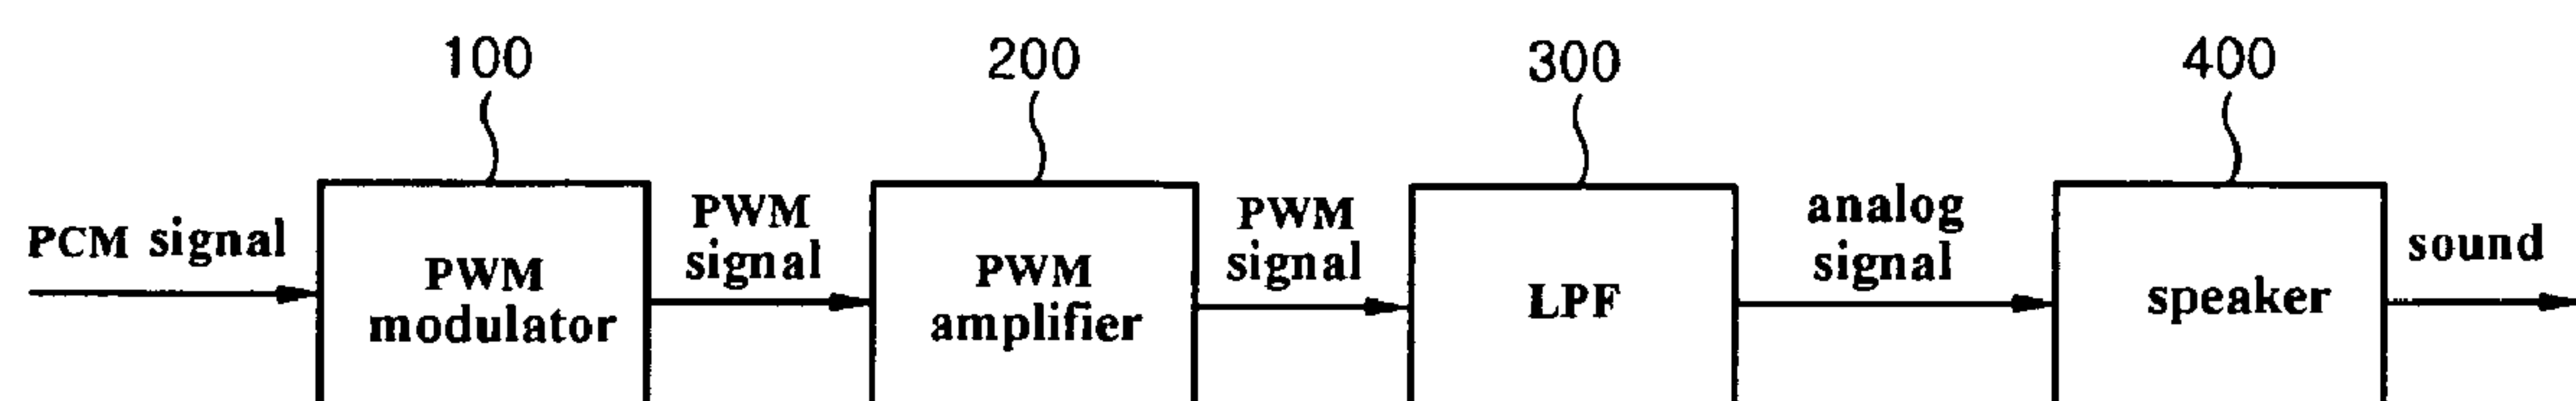 100
200
300
400
PCM signal
PWM
modulator
PWM
signal
PWM
amplifier
PWM
signal
LPF
analog
signal
speaker
sound